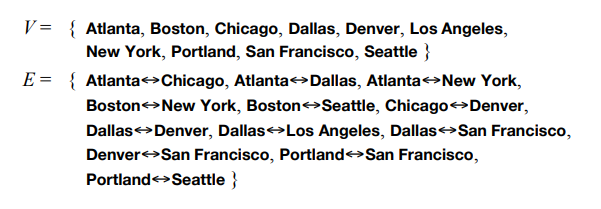 V = { Atlanta, Boston, Chicago, Dallas, Denver, Los Angeles,
New York, Portland, San Francisco, Seattle }
E = { Atlanta↔Chicago, Atlanta↔Dallas, Atlanta↔New York,
Boston↔New York, Boston↔Seattle, Chicago↔Denver,
Dallas↔Denver, Dallas↔Los Angeles, Dallas↔San Francisco,
Denver↔San Francisco, Portland↔San Francisco,
Portland↔Seattle }